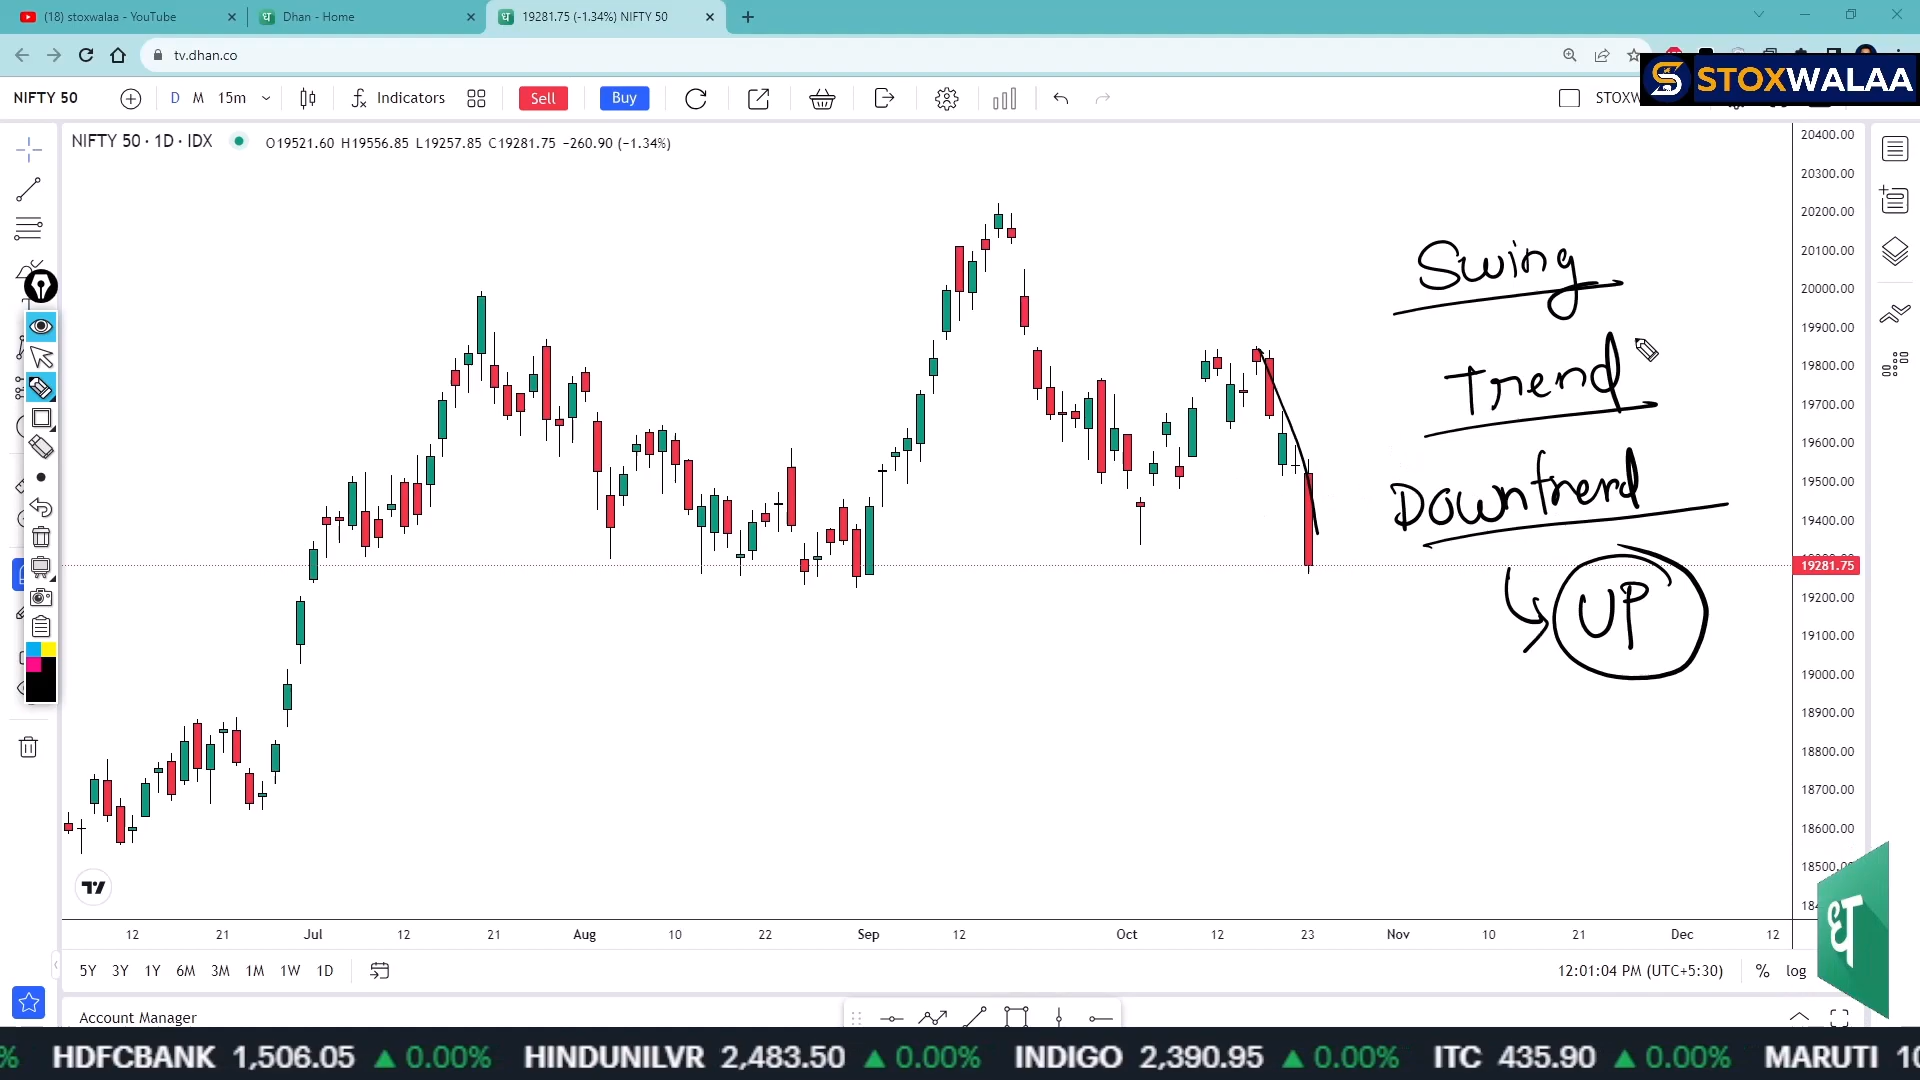 (18) stoxwalaa - YouTube
Dhan - Home
19281.75 (-1.34%) NIFTY 50
tv.dhan.co
STOXWALAA
NIFTY 50
D M 15m
Indicators
Sell
Buy
NIFTY 50 · 1D · IDX
O19521.60 H19556.85 L19257.85 C19281.75 −260.90 (−1.34%)
20400.00
20300.00
20200.00
20100.00
20000.00
19900.00
19800.00
19700.00
19600.00
19500.00
19400.00
19281.75
19200.00
19100.00
19000.00
18900.00
18800.00
18700.00
18600.00
Swing
Trend
Downtrend
UP
12 21 Jul 12 21 Aug 10 22 Sep 12 Oct 12 23 Nov 10 21 Dec 12
5Y 3Y 1Y 6M 3M 1M 1W 1D
12:01:04 PM (UTC+5:30) % log
ध
Account Manager
% HDFCBANK 1,506.05 ▲ 0.00% HINDUNILVR 2,483.50 ▲ 0.00% INDIGO 2,390.95 ▲ 0.00% ITC 435.90 ▲ 0.00% MARUTI